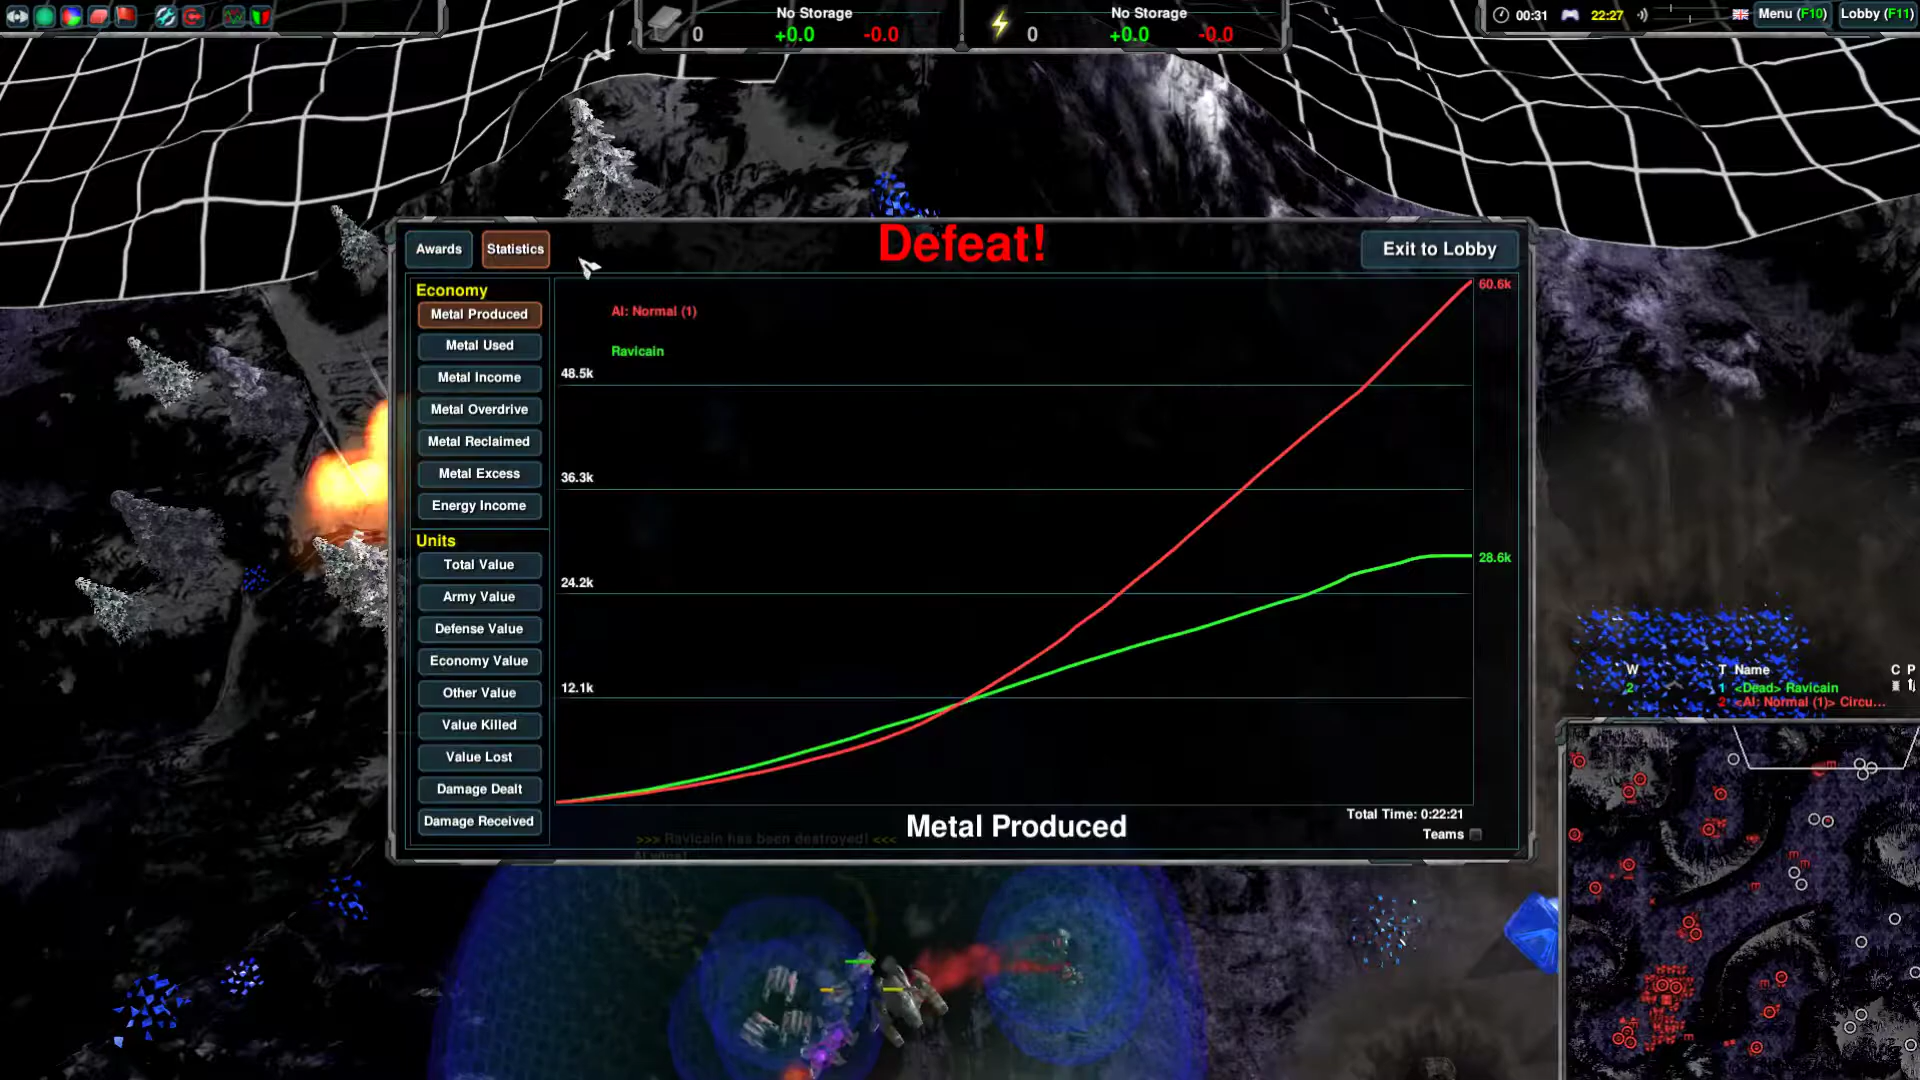 No Storage
0 +0.0 -0.0
No Storage
0 +0.0 -0.0
00:31 22:27 Menu (F10) Lobby (F11)
Awards
Statistics
Defeat!
Exit to Lobby
Economy
Metal Produced
Metal Used
Metal Income
Metal Overdrive
Metal Reclaimed
Metal Excess
Energy Income
Units
Total Value
Army Value
Defense Value
Economy Value
Other Value
Value Killed
Value Lost
Damage Dealt
Damage Received
AI: Normal (1)
Ravicain
60.6k
48.5k
36.3k
28.6k
24.2k
12.1k
Total Time: 0:22:21
Metal Produced
Teams
>>> Ravicain has been destroyed! <<<
W T Name C P
2 1 <Dead> Ravicain
2 <AI: Normal (1)> Circu...